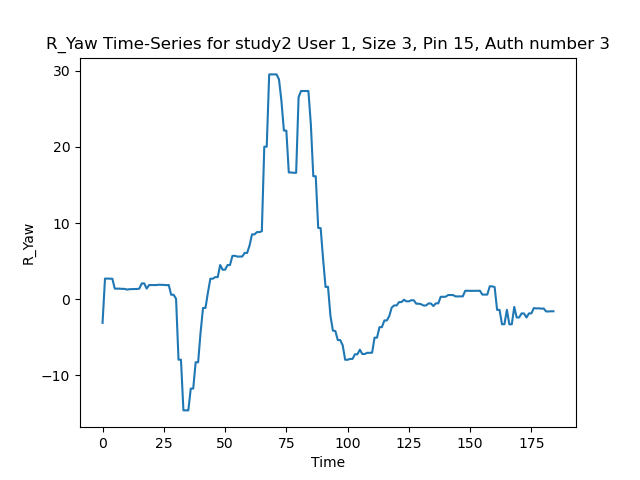 R_Yaw Time-Series for study2 User 1, Size 3, Pin 15, Auth number 3
30
20
10
0
−10
R_Yaw
0 25 50 75 100 125 150 175
Time